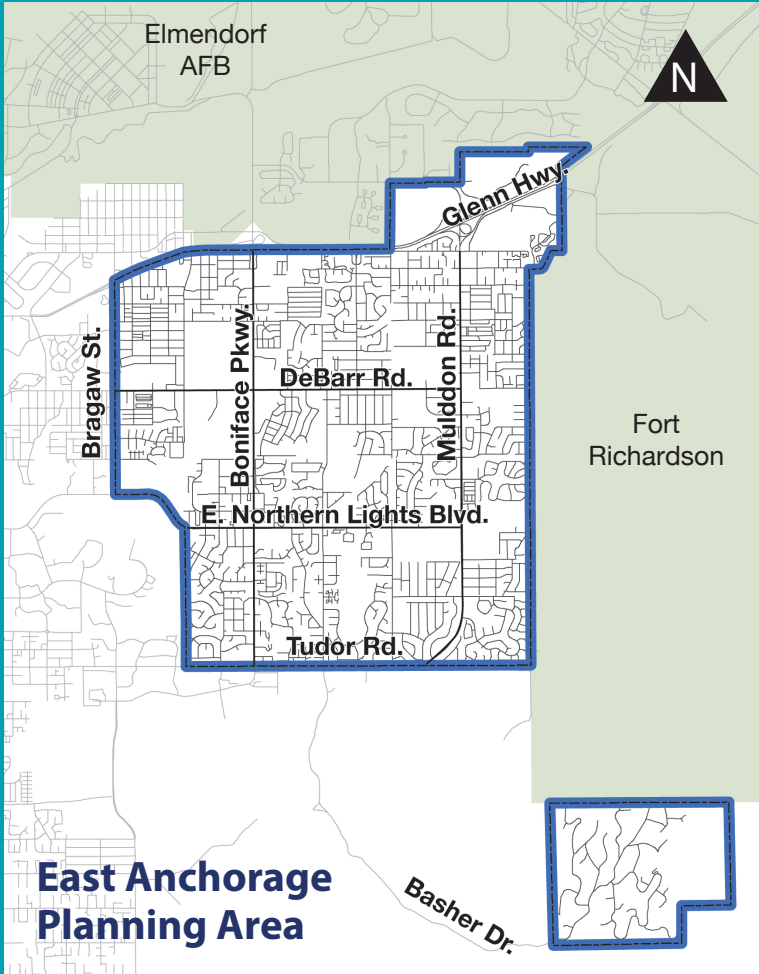 Elmendorf
AFB
N
Glenn Hwy.
Bragaw St.
Boniface Pkwy.
Mulddon Rd.
DeBarr Rd.
Fort
Richardson
E. Northern Lights Blvd.
Tudor Rd.
East Anchorage
Planning Area
Basher Dr.